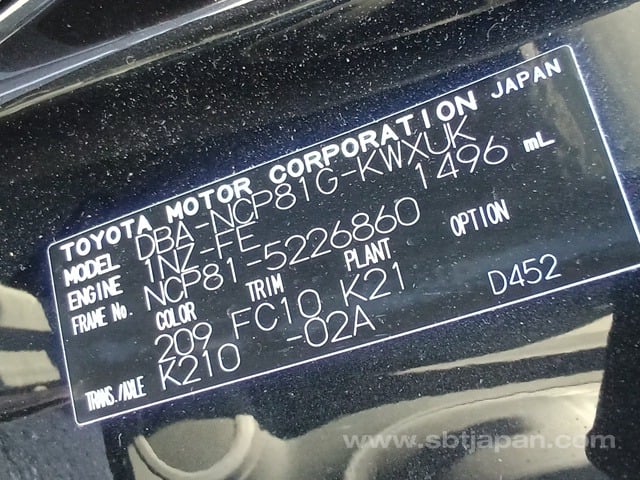 TOYOTA MOTOR CORPORATION JAPAN
MODEL DBA-NCP81G-KWXUK
ENGINE 1NZ-FE 1496 mL
FRAME No. NCP81-5226860
COLOR TRIM PLANT OPTION
209 FC10 K21
TRANS./AXLE K210 -02A D452
www.sbtjapan.com